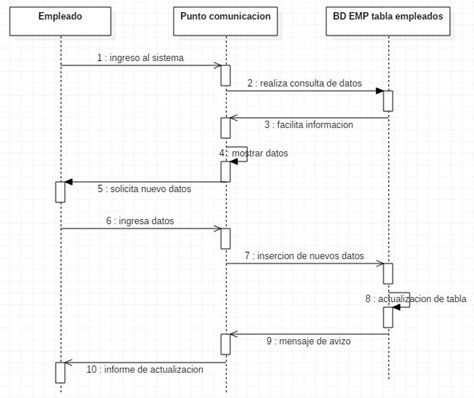 Empleado
Punto comunicacion
BD EMP tabla empleados
1 : ingreso al sistema
2 : realiza consulta de datos
3 : facilita informacion
4 : mostrar datos
5 : solicita nuevo datos
6 : ingresa datos
7 : insercion de nuevos datos
8 : actualizacion de tabla
9 : mensaje de avizo
10 : informe de actualizacion